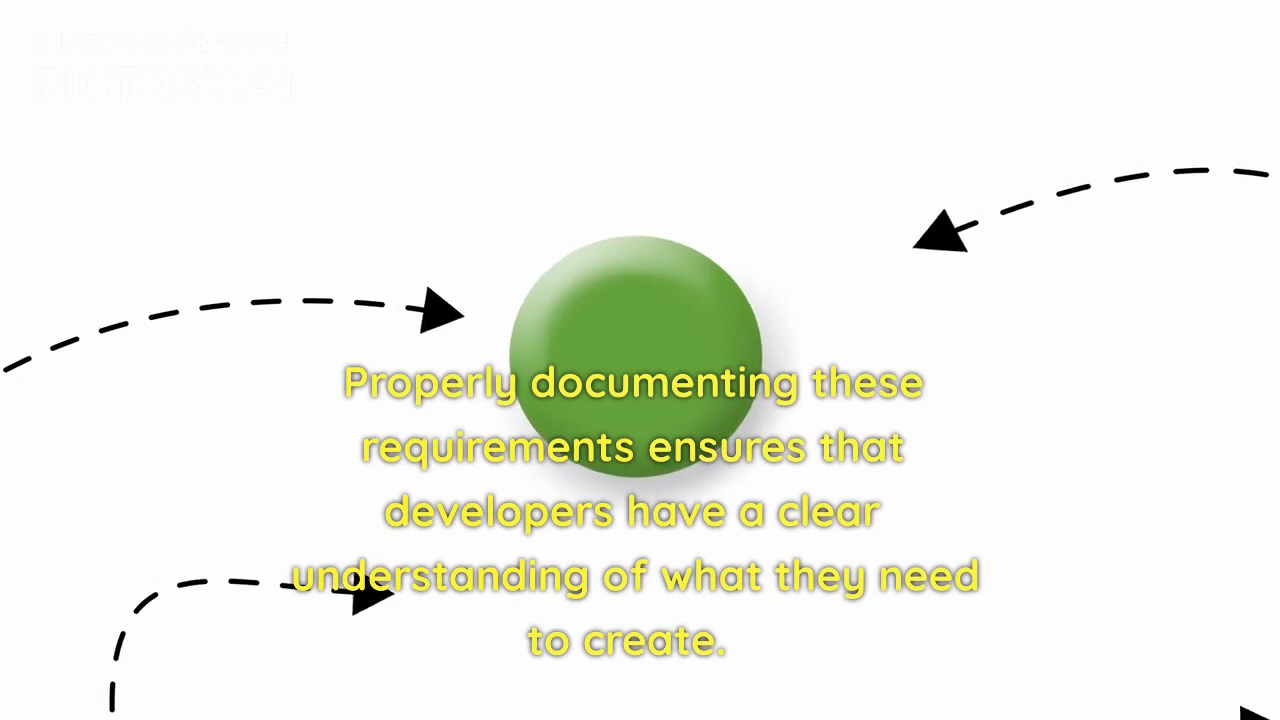 Properly documenting these
requirements ensures that
developers have a clear
understanding of what they need
to create.